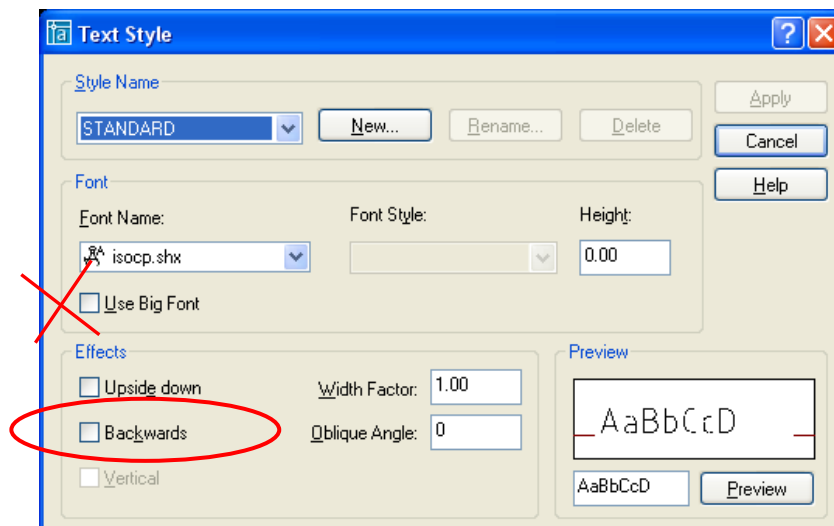 Text Style
Style Name
STANDARD New... Rename... Delete Apply
Cancel
Help
Font
Font Name: Font Style: Height:
isocp.shx 0.00
Use Big Font
Effects Preview
Upside down Width Factor: 1.00
Backwards Oblique Angle: 0 AaBbCcD
Vertical AaBbCcD Preview